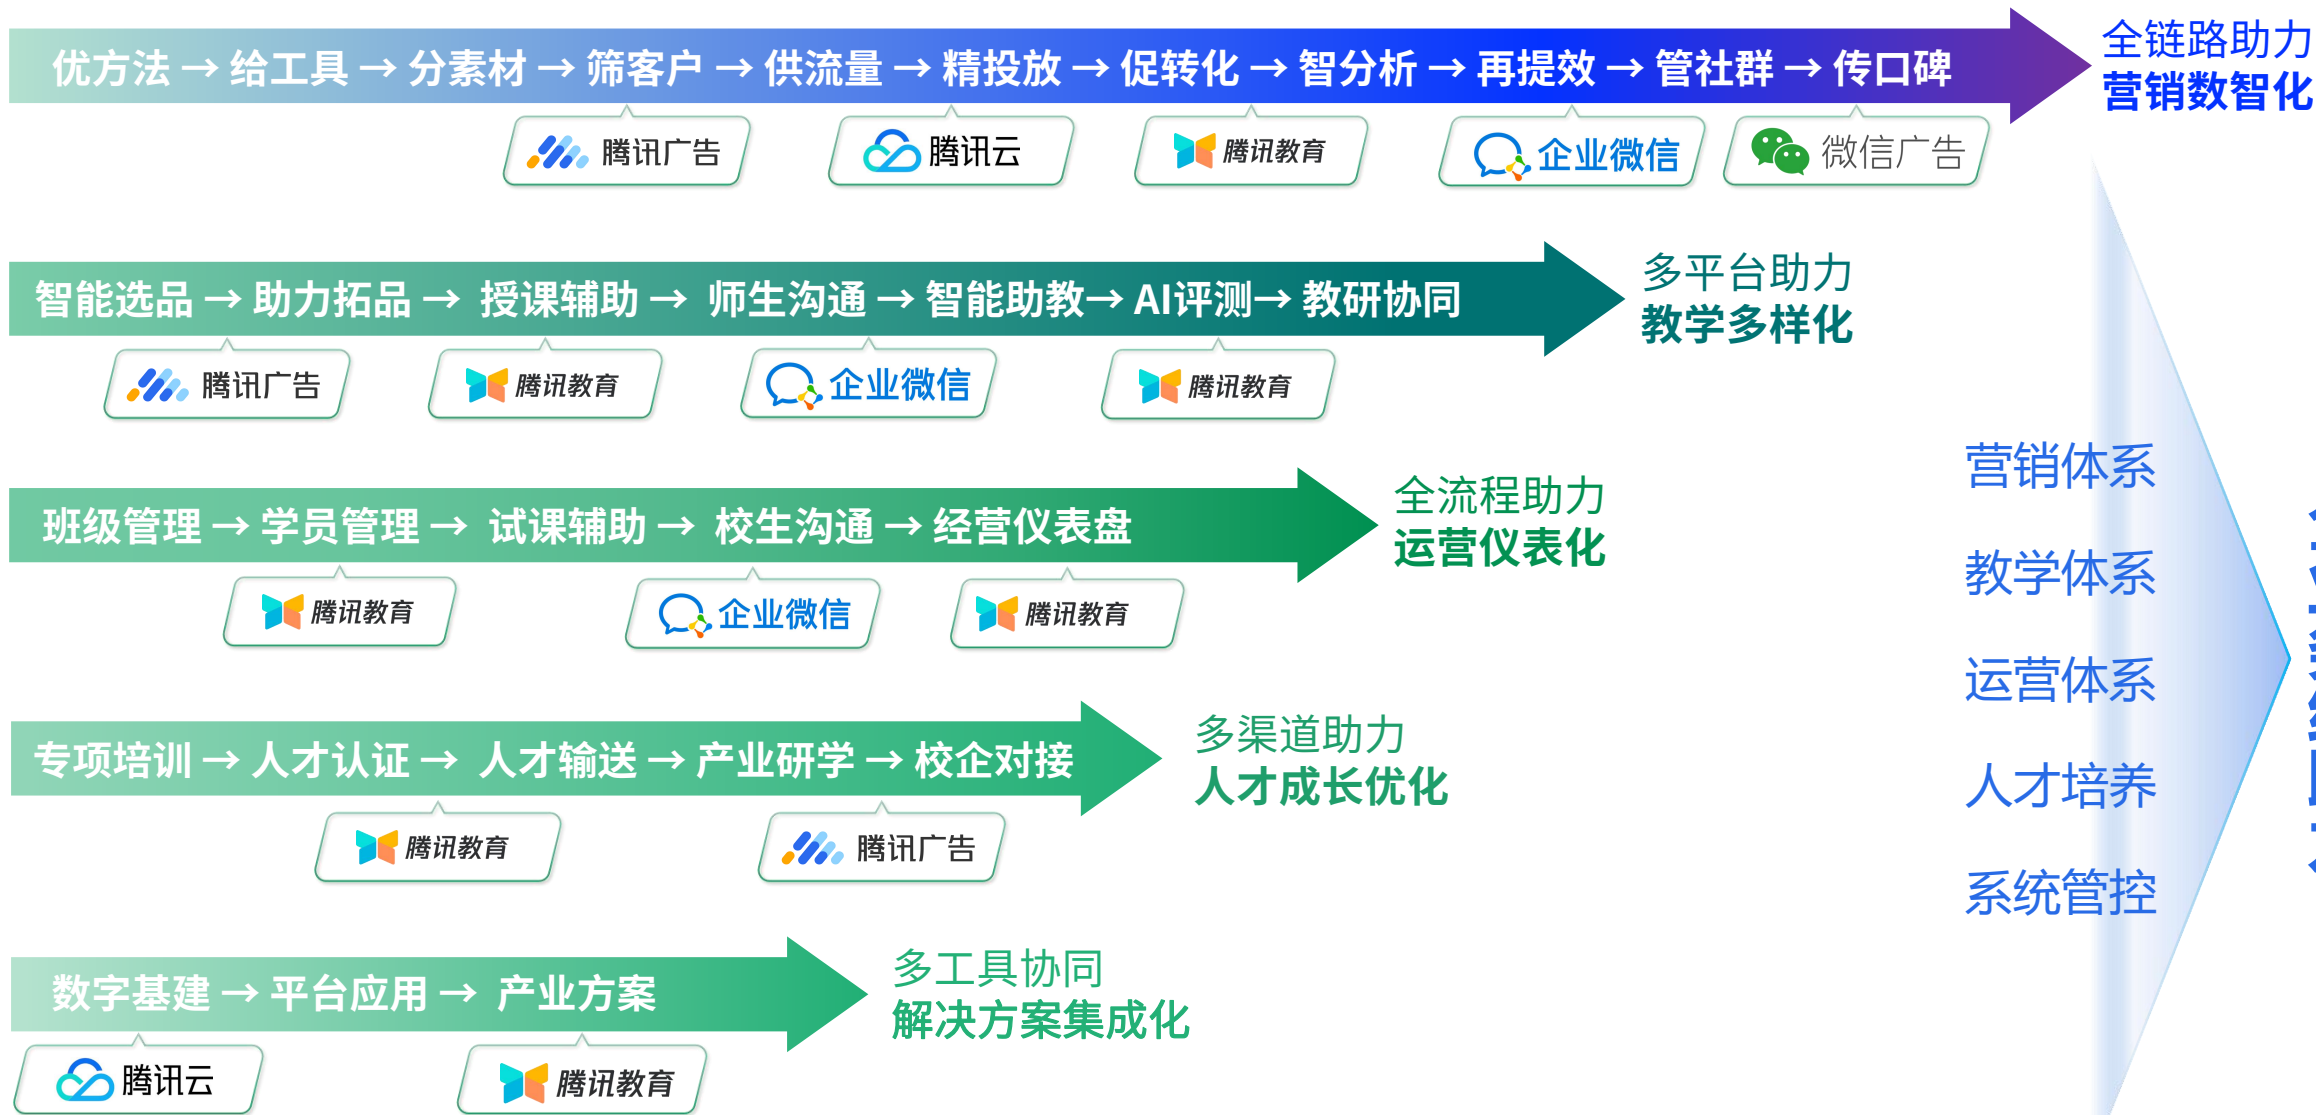 优方法 → 给工具 → 分素材 → 筛客户 → 供流量 → 精投放 → 促转化 → 智分析 → 再提效 → 管社群 → 传口碑
全链路助力
营销数智化
腾讯广告
腾讯云
腾讯教育
企业微信
微信广告
智能选品 → 助力拓品 → 授课辅助 → 师生沟通 → 智能助教 → AI评测 → 教研协同
多平台助力
教学多样化
腾讯广告
腾讯教育
企业微信
腾讯教育
班级管理 → 学员管理 → 试课辅助 → 校生沟通 → 经营仪表盘
全流程助力
运营仪表化
腾讯教育
企业微信
腾讯教育
专项培训 → 人才认证 → 人才输送 → 产业研学 → 校企对接
多渠道助力
人才成长优化
腾讯教育
腾讯广告
数字基建 → 平台应用 → 产业方案
多工具协同
解决方案集成化
腾讯云
腾讯教育
营销体系
教学体系
运营体系
人才培养
系统管控